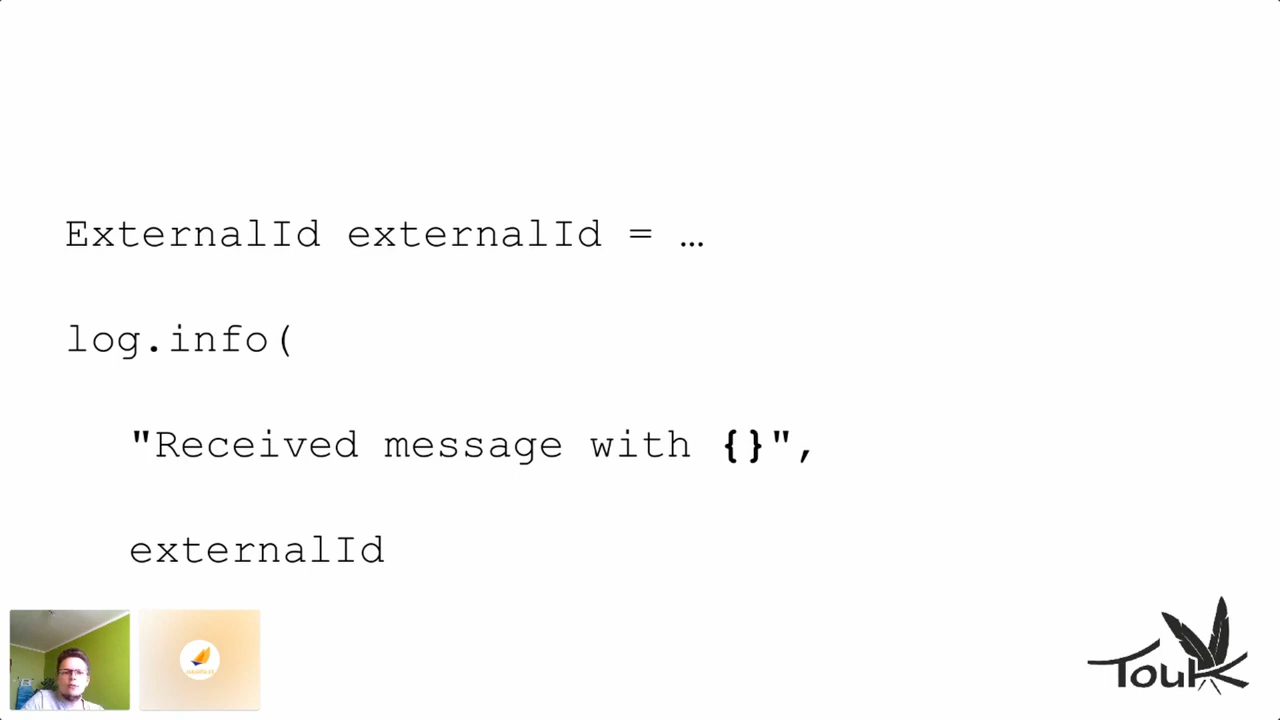 ExternalId externalId = …
log.info(
"Received message with {}",
externalId
Touk